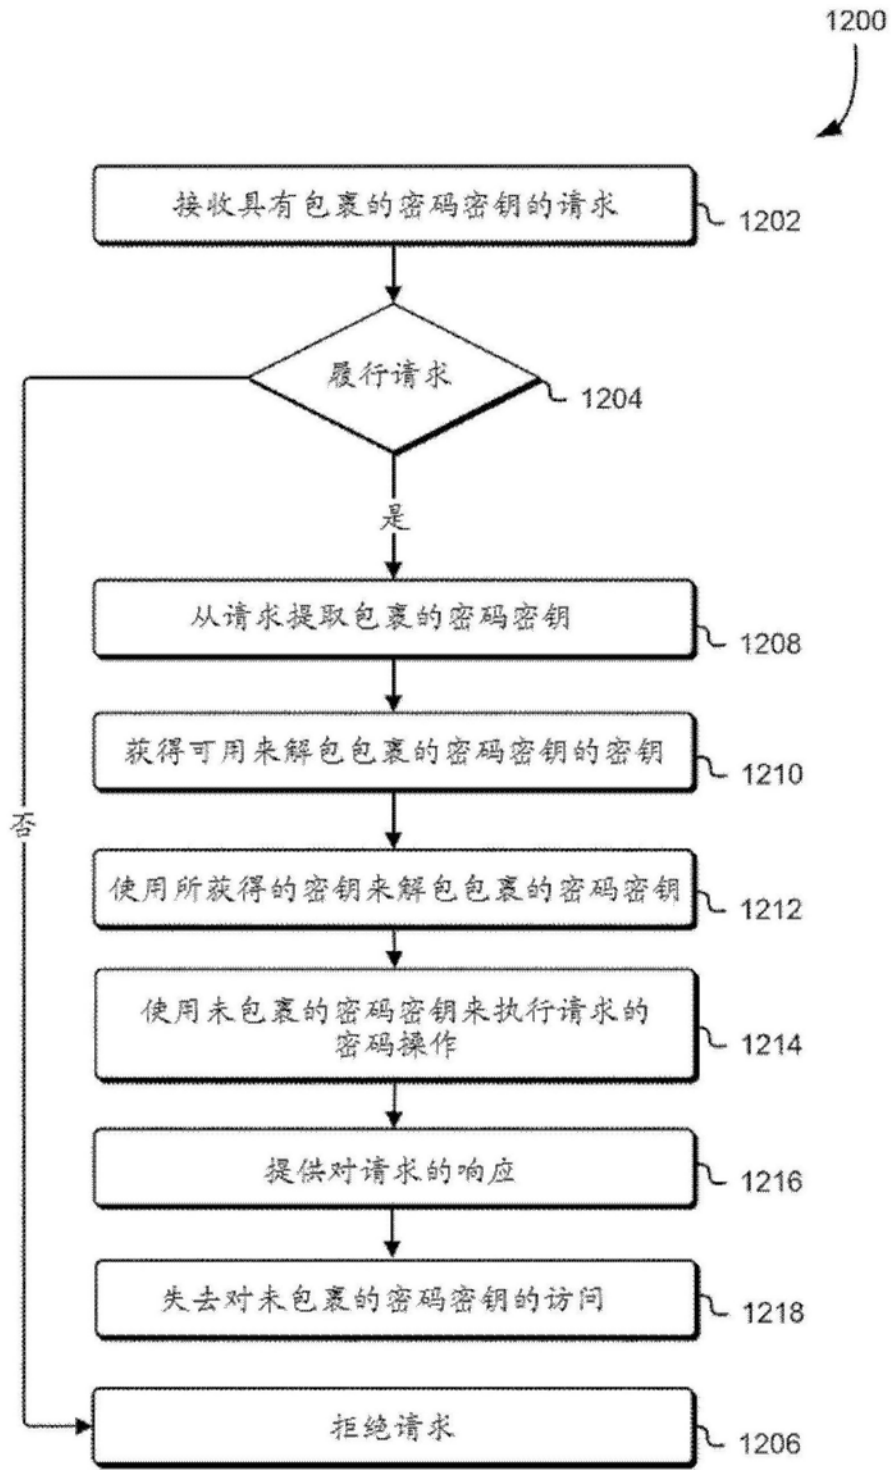 1200
接收具有包裹的密码密钥的请求
1202
履行请求
1204
是
从请求提取包裹的密码密钥
1208
获得可用来解包包裹的密码密钥的密钥
1210
否
使用所获得的密钥来解包包裹的密码密钥
1212
使用未包裹的密码密钥来执行请求的
密码操作
1214
提供对请求的响应
1216
失去对未包裹的密码密钥的访问
1218
拒绝请求
1206